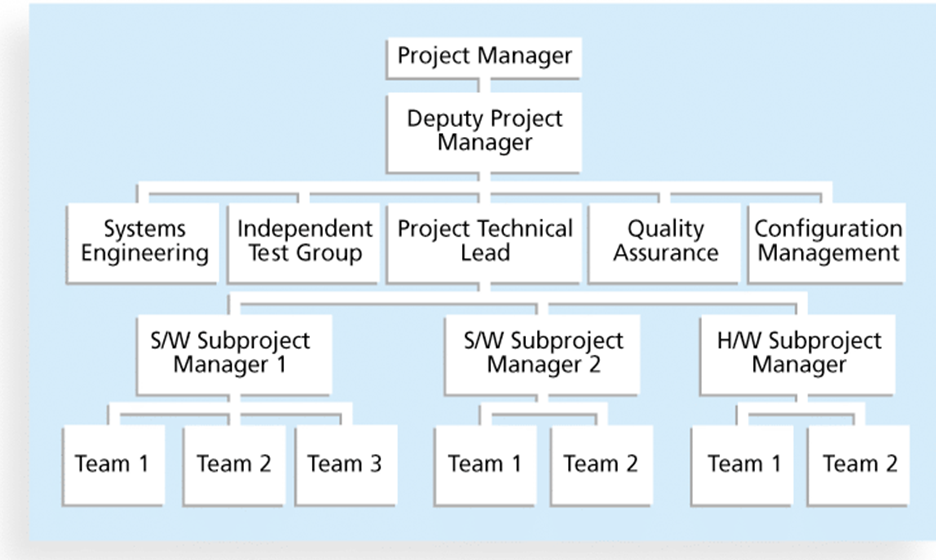 Project Manager
Deputy Project
Manager
Systems
Engineering
Independent
Test Group
Project Technical
Lead
Quality
Assurance
Configuration
Management
S/W Subproject
Manager 1
S/W Subproject
Manager 2
H/W Subproject
Manager
Team 1
Team 2
Team 3
Team 1
Team 2
Team 1
Team 2